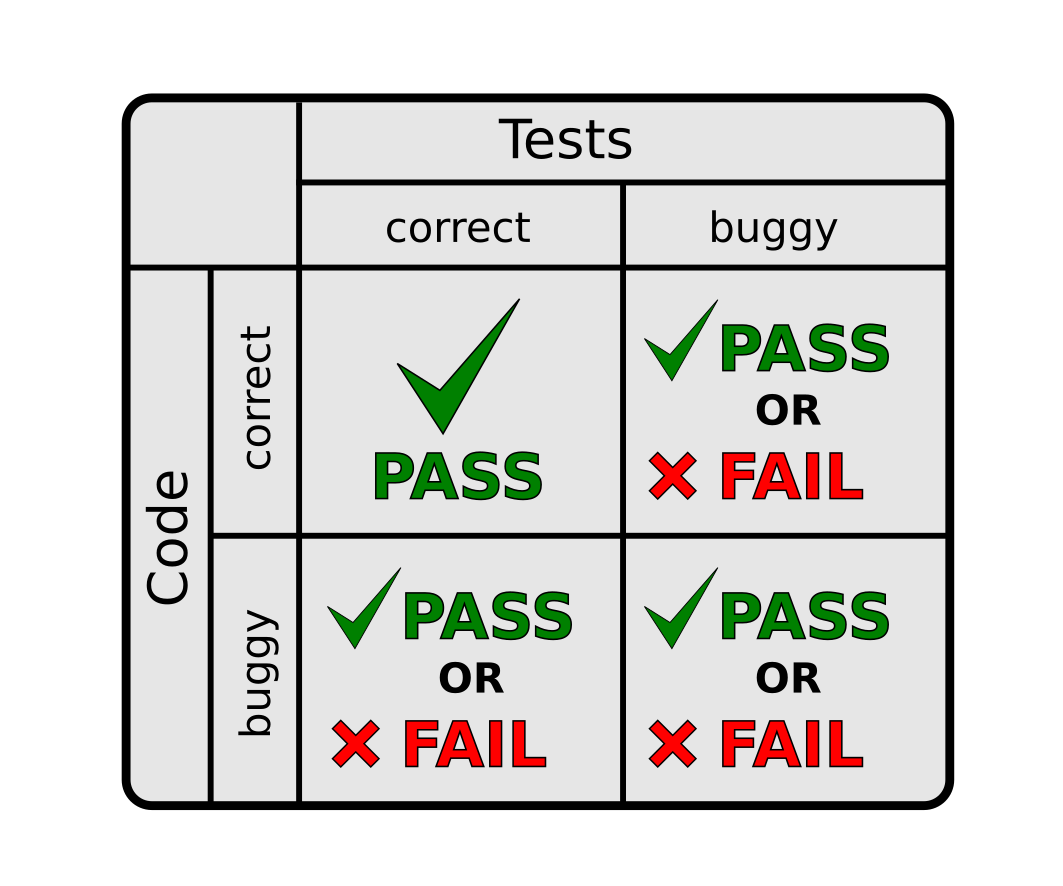 Tests
correct
buggy
Code
correct
PASS
PASS
OR
FAIL
buggy
PASS
OR
FAIL
PASS
OR
FAIL